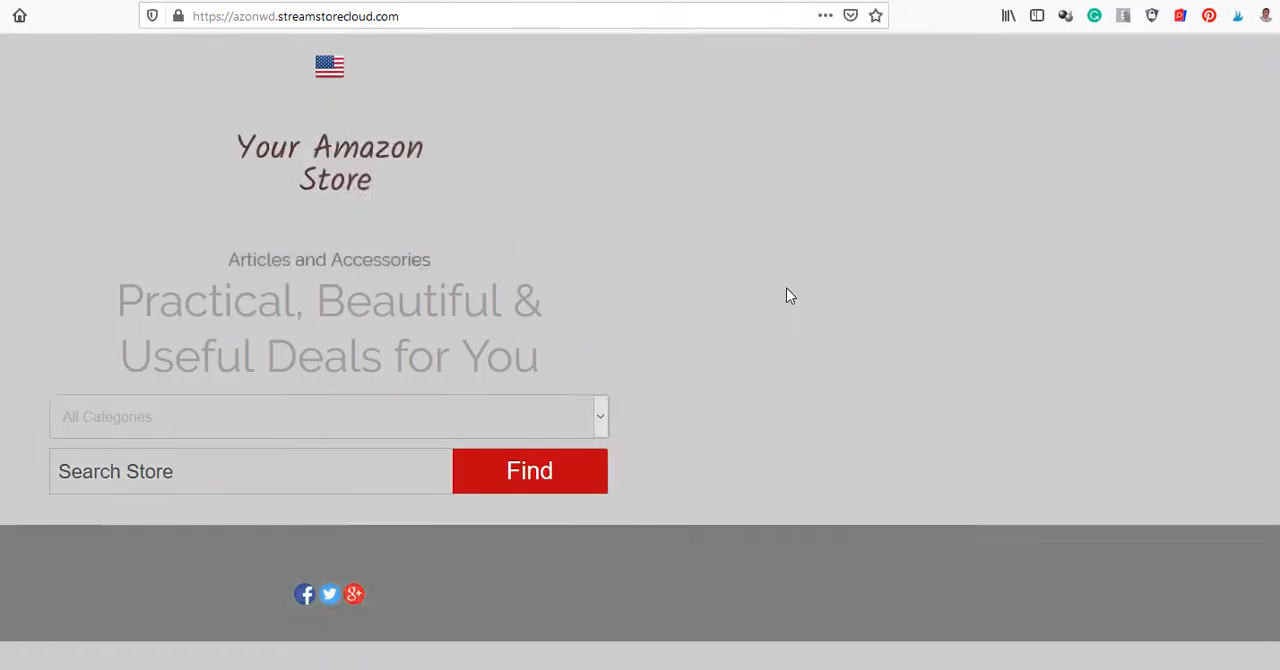 https://azonwd.streamstorecloud.com
Your Amazon
Store
Articles and Accessories
Practical, Beautiful &
Useful Deals for You
All Categories
Search Store
Find